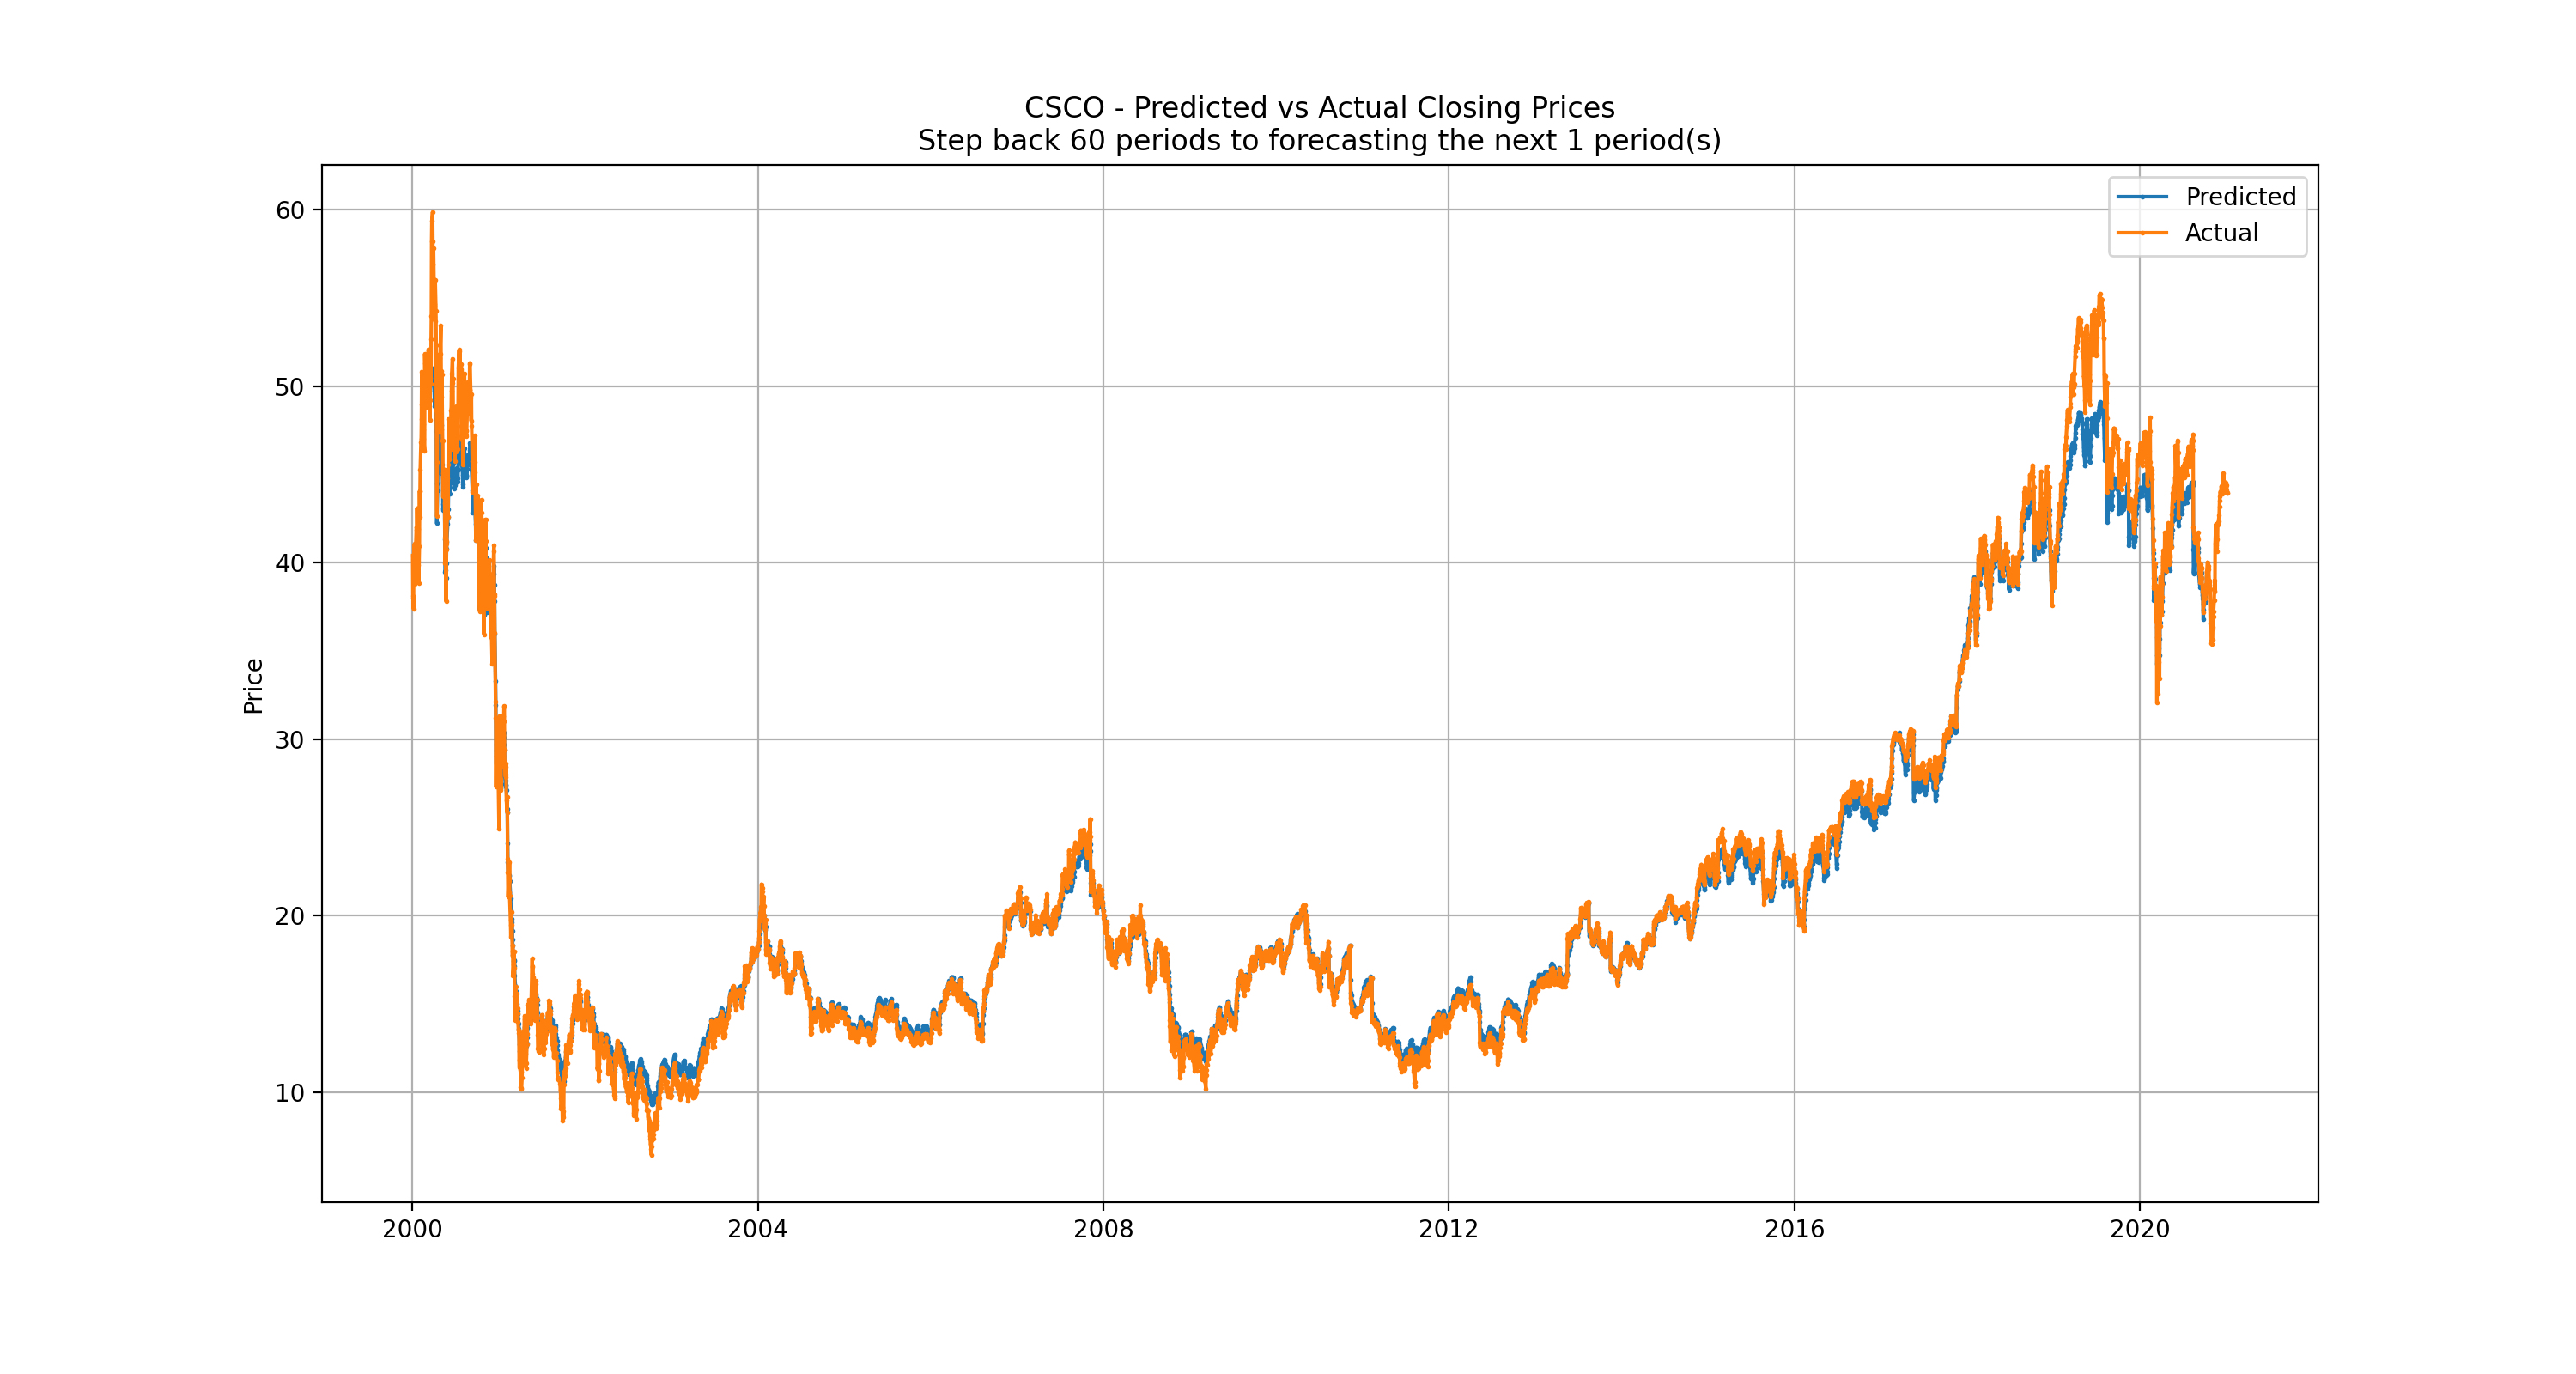 CSCO - Predicted vs Actual Closing Prices
Step back 60 periods to forecasting the next 1 period(s)
Predicted
Actual
Price
60
50
40
30
20
10
2000 2004 2008 2012 2016 2020